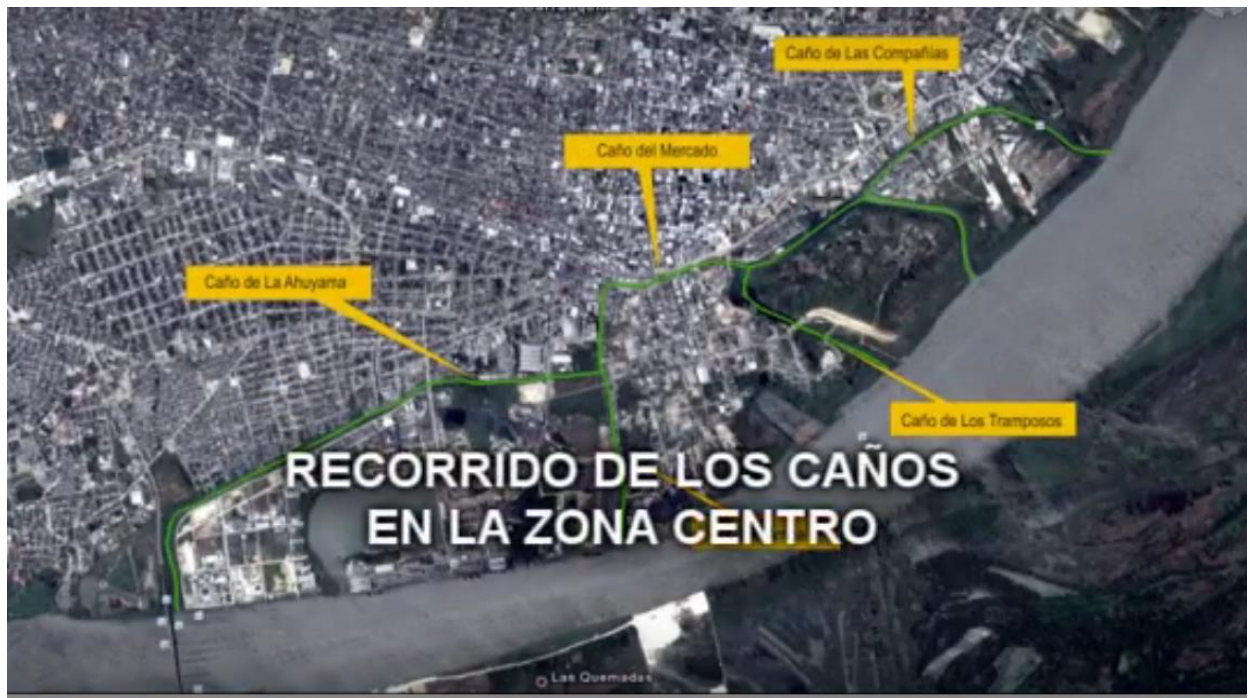 Caño de Las Compañías
Caño del Mercado
Caño de La Ahuyama
Caño de Los Tramposos
RECORRIDO DE LOS CAÑOS
EN LA ZONA CENTRO
Las Quemadas